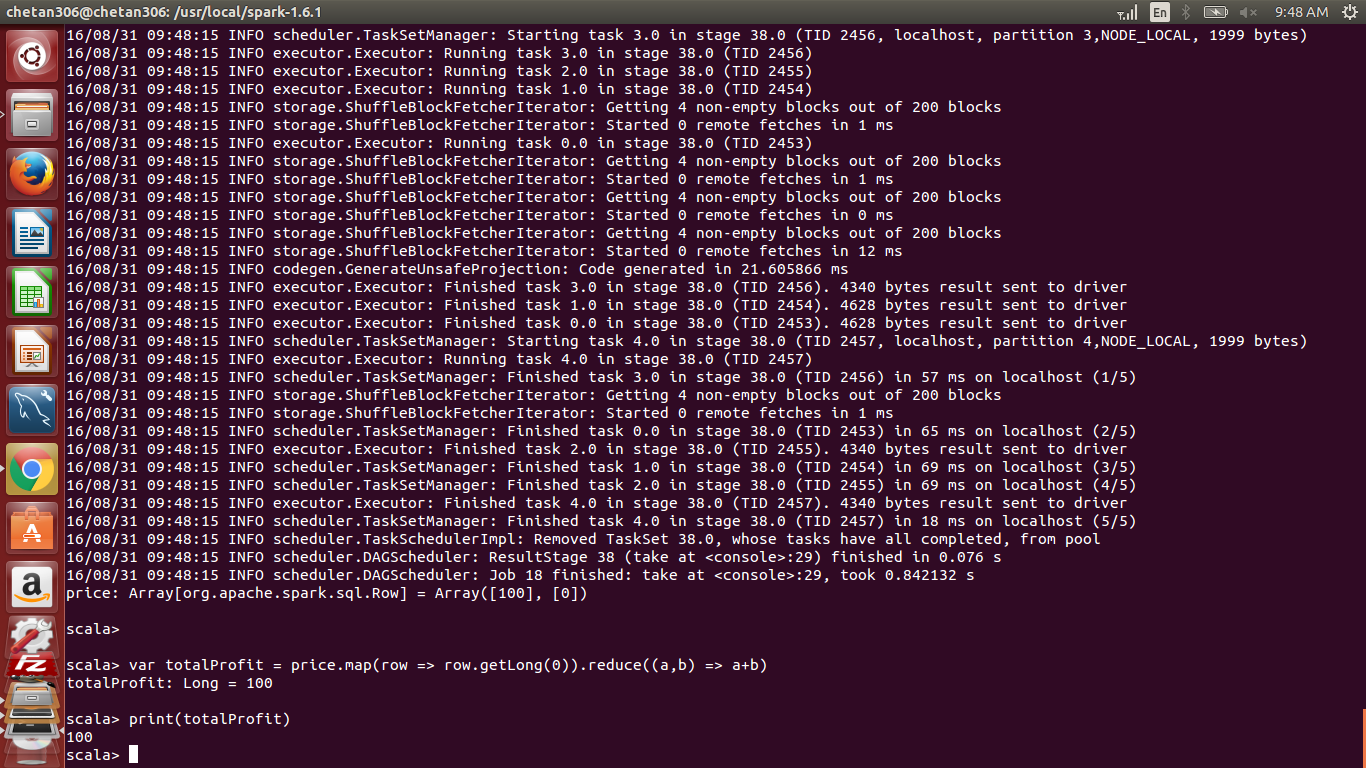 chetan306@chetan306: /usr/local/spark-1.6.1
En
9:48 AM
16/08/31 09:48:15 INFO scheduler.TaskSetManager: Starting task 3.0 in stage 38.0 (TID 2456, localhost, partition 3,NODE_LOCAL, 1999 bytes)
16/08/31 09:48:15 INFO executor.Executor: Running task 3.0 in stage 38.0 (TID 2456)
16/08/31 09:48:15 INFO executor.Executor: Running task 2.0 in stage 38.0 (TID 2455)
16/08/31 09:48:15 INFO executor.Executor: Running task 1.0 in stage 38.0 (TID 2454)
16/08/31 09:48:15 INFO storage.ShuffleBlockFetcherIterator: Getting 4 non-empty blocks out of 200 blocks
16/08/31 09:48:15 INFO storage.ShuffleBlockFetcherIterator: Started 0 remote fetches in 1 ms
16/08/31 09:48:15 INFO executor.Executor: Running task 0.0 in stage 38.0 (TID 2453)
16/08/31 09:48:15 INFO storage.ShuffleBlockFetcherIterator: Getting 4 non-empty blocks out of 200 blocks
16/08/31 09:48:15 INFO storage.ShuffleBlockFetcherIterator: Started 0 remote fetches in 1 ms
16/08/31 09:48:15 INFO storage.ShuffleBlockFetcherIterator: Getting 4 non-empty blocks out of 200 blocks
16/08/31 09:48:15 INFO storage.ShuffleBlockFetcherIterator: Started 0 remote fetches in 0 ms
16/08/31 09:48:15 INFO storage.ShuffleBlockFetcherIterator: Getting 4 non-empty blocks out of 200 blocks
16/08/31 09:48:15 INFO storage.ShuffleBlockFetcherIterator: Started 0 remote fetches in 12 ms
16/08/31 09:48:15 INFO codegen.GenerateUnsafeProjection: Code generated in 21.605866 ms
16/08/31 09:48:15 INFO executor.Executor: Finished task 3.0 in stage 38.0 (TID 2456). 4340 bytes result sent to driver
16/08/31 09:48:15 INFO executor.Executor: Finished task 1.0 in stage 38.0 (TID 2454). 4628 bytes result sent to driver
16/08/31 09:48:15 INFO executor.Executor: Finished task 0.0 in stage 38.0 (TID 2453). 4628 bytes result sent to driver
16/08/31 09:48:15 INFO scheduler.TaskSetManager: Starting task 4.0 in stage 38.0 (TID 2457, localhost, partition 4,NODE_LOCAL, 1999 bytes)
16/08/31 09:48:15 INFO executor.Executor: Running task 4.0 in stage 38.0 (TID 2457)
16/08/31 09:48:15 INFO scheduler.TaskSetManager: Finished task 3.0 in stage 38.0 (TID 2456) in 57 ms on localhost (1/5)
16/08/31 09:48:15 INFO storage.ShuffleBlockFetcherIterator: Getting 4 non-empty blocks out of 200 blocks
16/08/31 09:48:15 INFO storage.ShuffleBlockFetcherIterator: Started 0 remote fetches in 1 ms
16/08/31 09:48:15 INFO scheduler.TaskSetManager: Finished task 0.0 in stage 38.0 (TID 2453) in 65 ms on localhost (2/5)
16/08/31 09:48:15 INFO executor.Executor: Finished task 2.0 in stage 38.0 (TID 2455). 4340 bytes result sent to driver
16/08/31 09:48:15 INFO scheduler.TaskSetManager: Finished task 1.0 in stage 38.0 (TID 2454) in 69 ms on localhost (3/5)
16/08/31 09:48:15 INFO scheduler.TaskSetManager: Finished task 2.0 in stage 38.0 (TID 2455) in 69 ms on localhost (4/5)
16/08/31 09:48:15 INFO executor.Executor: Finished task 4.0 in stage 38.0 (TID 2457). 4340 bytes result sent to driver
16/08/31 09:48:15 INFO scheduler.TaskSetManager: Finished task 4.0 in stage 38.0 (TID 2457) in 18 ms on localhost (5/5)
16/08/31 09:48:15 INFO scheduler.TaskSchedulerImpl: Removed TaskSet 38.0, whose tasks have all completed, from pool
16/08/31 09:48:15 INFO scheduler.DAGScheduler: ResultStage 38 (take at <console>:29) finished in 0.076 s
16/08/31 09:48:15 INFO scheduler.DAGScheduler: Job 18 finished: take at <console>:29, took 0.842132 s
price: Array[org.apache.spark.sql.Row] = Array([100], [0])
scala>
scala> var totalProfit = price.map(row => row.getLong(0)).reduce((a,b) => a+b)
totalProfit: Long = 100
scala> print(totalProfit)
100
scala>